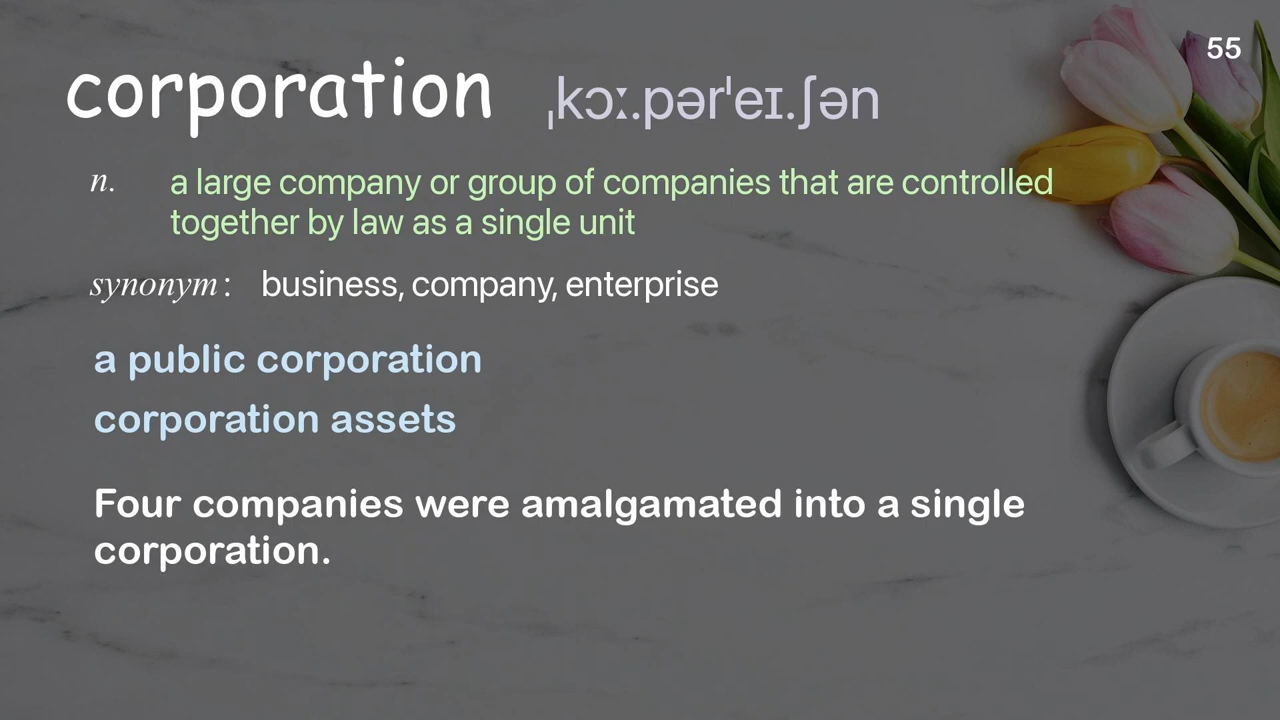 55
corporation ˌkɔː.pərˈeɪ.ʃən
n. a large company or group of companies that are controlled
together by law as a single unit
synonym: business, company, enterprise
a public corporation
corporation assets
Four companies were amalgamated into a single
corporation.